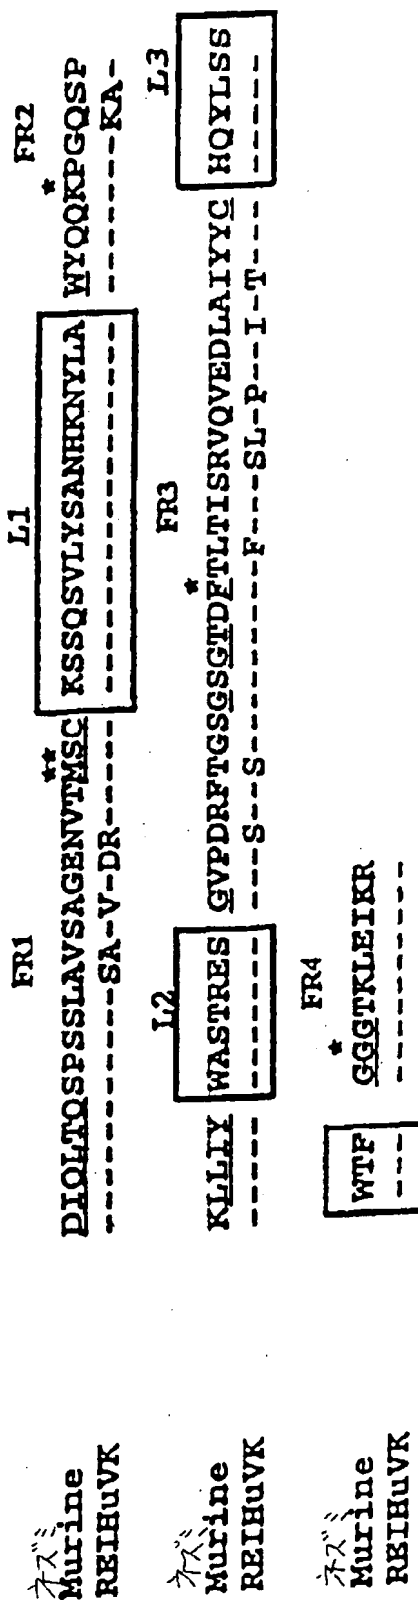 FR1 L1 FR2
** *
ネズミ
Murine DIQLTQSPSSLAVSAGENVTMSC KSSQSVLYSANHKNYLA WYQQKPGQSP
REIHuVK -----------SA-V-DR----- ----------------- -------KA-
L2 FR3 L3
*
ネズミ
Murine KLLIY WASTRES GVPDRFTGSGSGTDFTLTISRVQVEDLAIYYC HQYLSS
REIHuVK ----- ------- ---S--S---------F---SL-P--I-T--- ------
FR4
*
ネズミ
Murine WTF GGGTKLEIKR
REIHuVK --- ----------